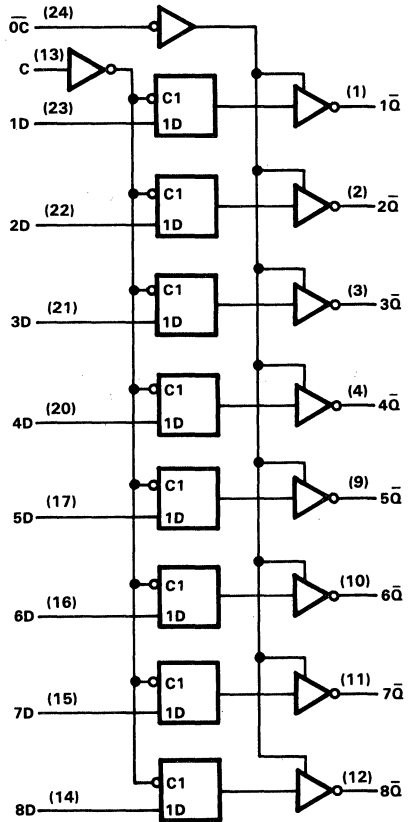 O̅C̅ (24)
C (13)
C1
1D (23) 1D (1) 1Q̅
C1
2D (22) 1D (2) 2Q̅
C1
3D (21) 1D (3) 3Q̅
C1
4D (20) 1D (4) 4Q̅
C1
5D (17) 1D (9) 5Q̅
C1
6D (16) 1D (10) 6Q̅
C1
7D (15) 1D (11) 7Q̅
C1
8D (14) 1D (12) 8Q̅